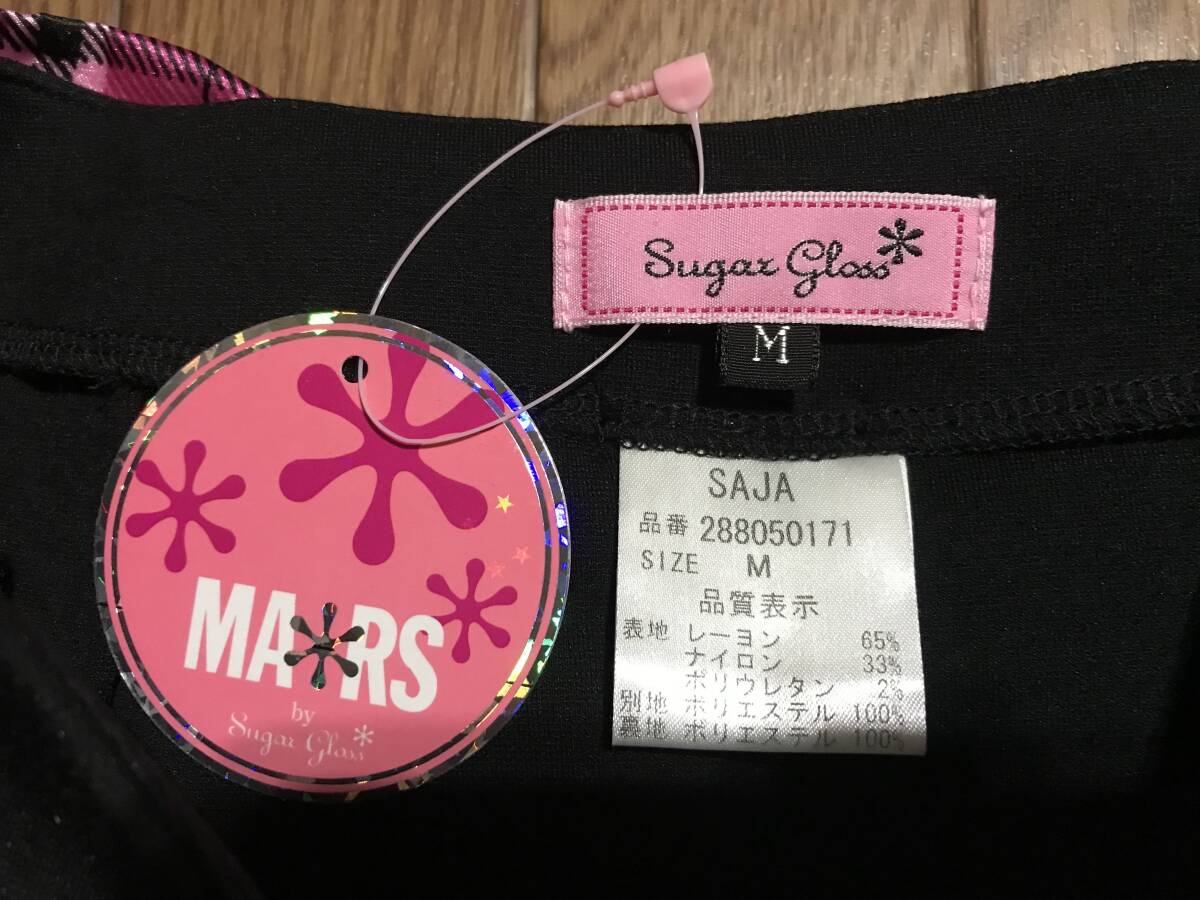 Sugar Gloss*
M
MA*RS
by
Sugar Gloss*
SAJA
品番 288050171
SIZE M
品質表示
表地 レーヨン 65%
ナイロン 33%
ポリウレタン 2%
別地 ポリエステル 100%
裏地 ポリエステル 100%